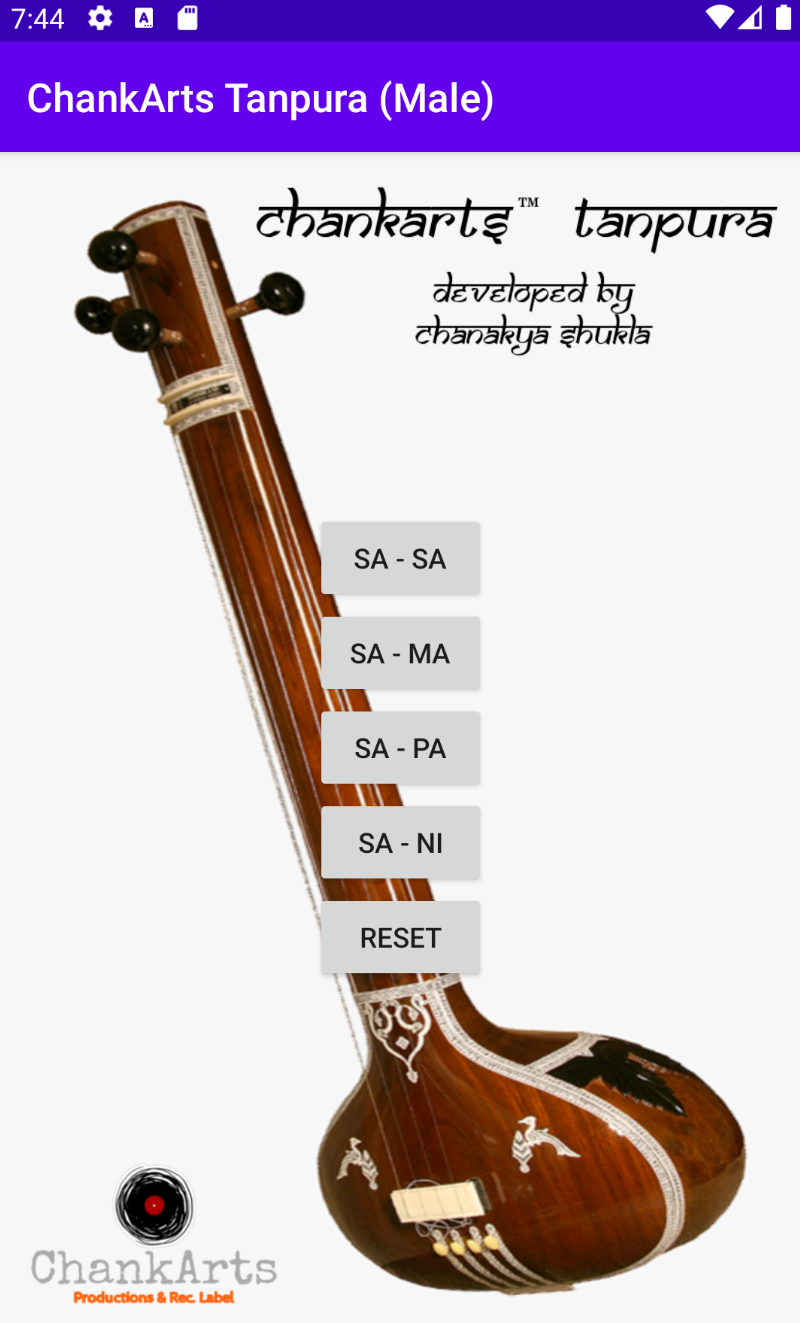 7:44
ChankArts Tanpura (Male)
chankarts™ tanpura
developed by
chanakya shukla
SA - SA
SA - MA
SA - PA
SA - NI
RESET
ChankArts
Productions & Rec. Label